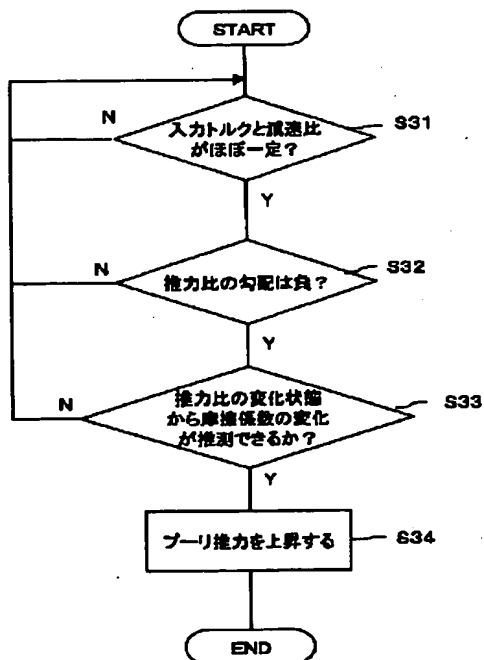 START
N
入力トルクと減速比
がほぼ一定？
S31
Y
N
推力比の勾配は負？
S32
Y
N
推力比の変化状態
から摩擦係数の変化
が推測できるか？
S33
Y
プーリ推力を上昇する
S34
END